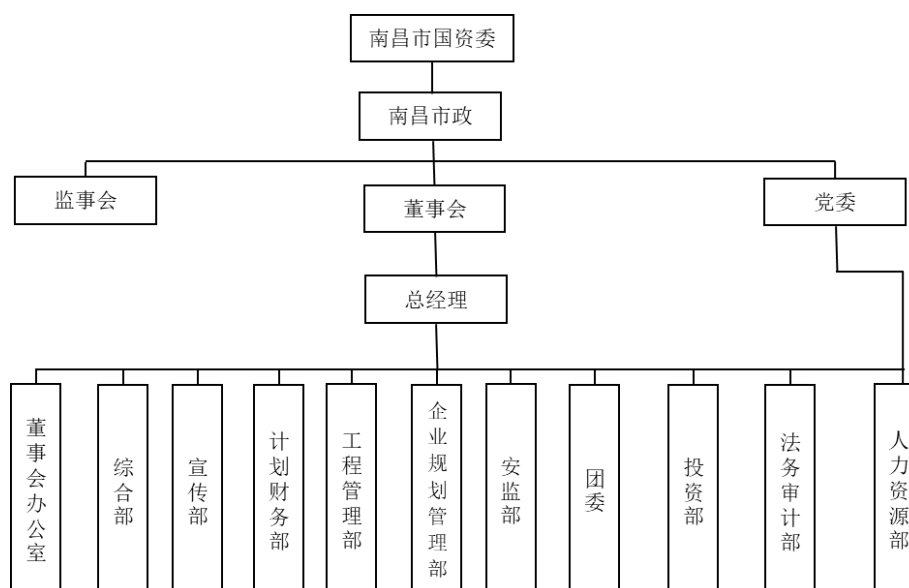 南昌市国资委
南昌市政
监事会
董事会
党委
总经理
董事会办公室
综合部
宣传部
计划财务部
工程管理部
企业规划管理部
安监部
团委
投资部
法务审计部
人力资源部